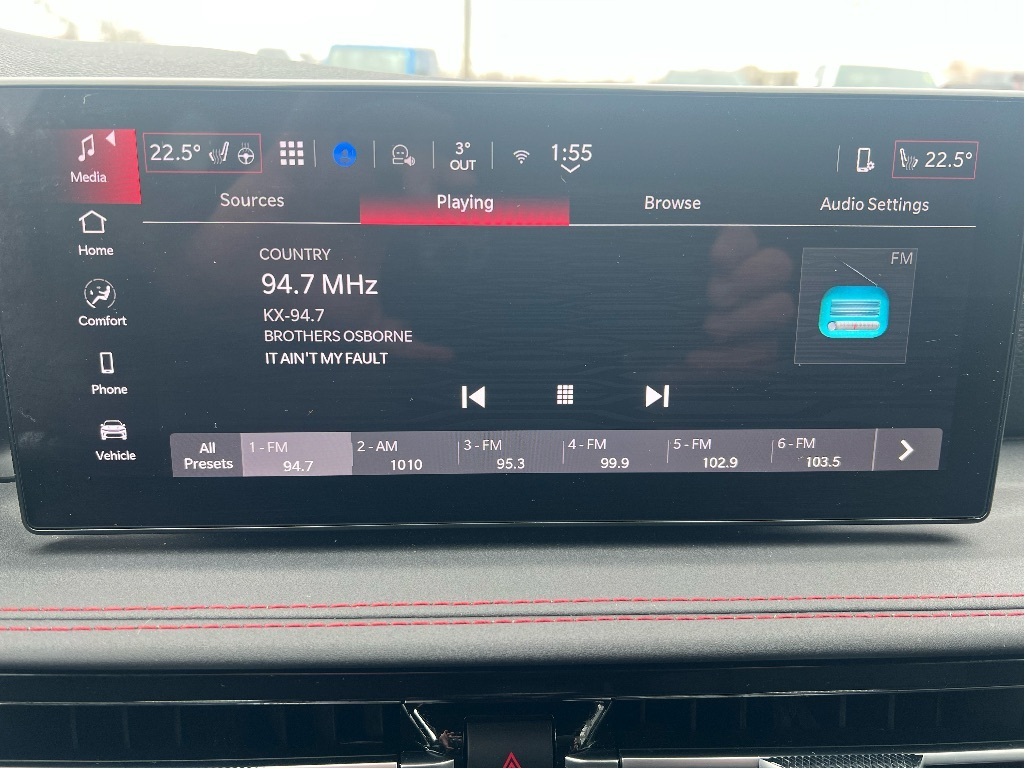 Media
22.5°
3°
OUT
1:55
22.5°
Sources
Playing
Browse
Audio Settings
Home
Comfort
Phone
Vehicle
COUNTRY
94.7 MHz
KX-94.7
BROTHERS OSBORNE
IT AIN'T MY FAULT
FM
All
Presets
1 - FM
94.7
2 - AM
1010
3 - FM
95.3
4 - FM
99.9
5 - FM
102.9
6 - FM
103.5